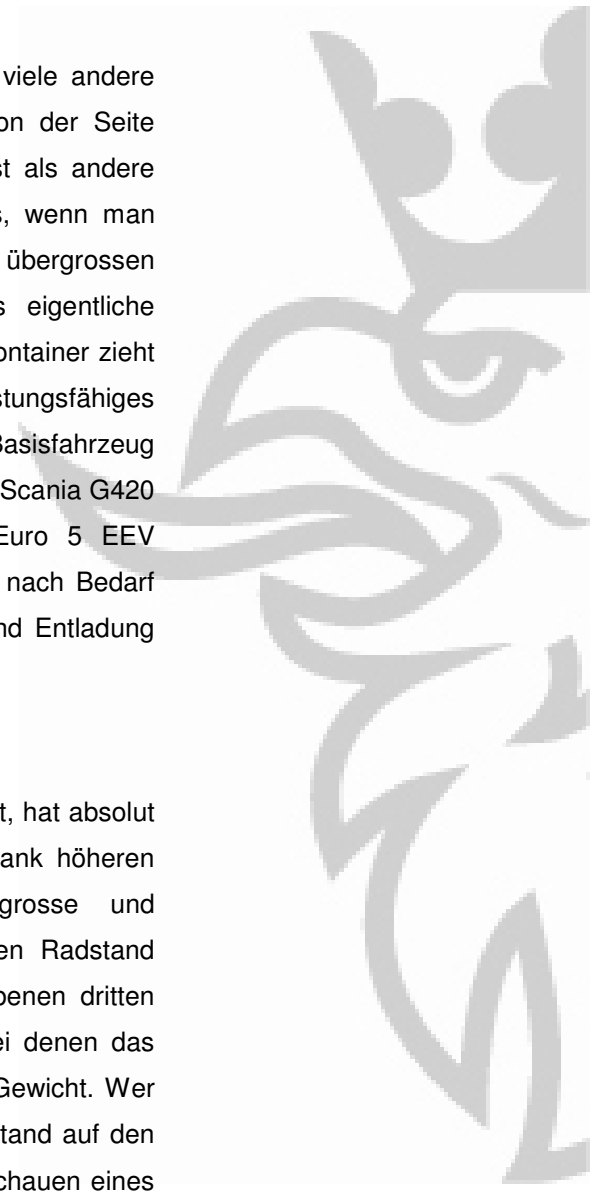 viele andere
on der Seite
st als andere
s, wenn man
übergrossen
s eigentliche
ontainer zieht
stungsfähiges
Basisfahrzeug
Scania G420
Euro 5 EEV
nach Bedarf
nd Entladung
t, hat absolut
ank höheren
grosse und
en Radstand
benen dritten
ei denen das
Gewicht. Wer
tand auf den
chauen eines